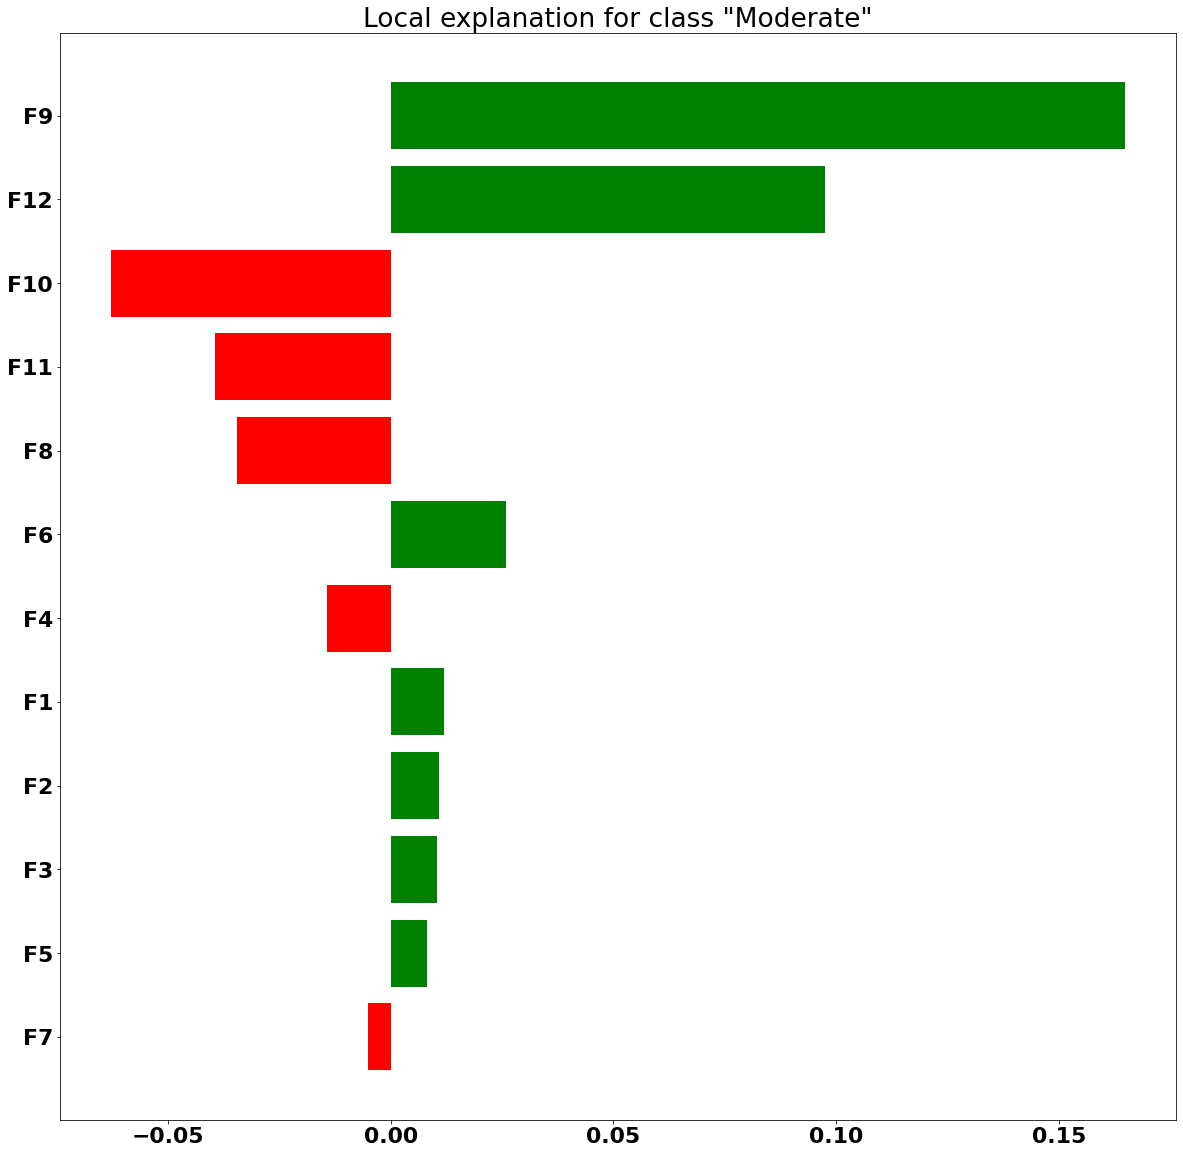 Local explanation for class "Moderate"
F9
F12
F10
F11
F8
F6
F4
F1
F2
F3
F5
F7
−0.05 0.00 0.05 0.10 0.15